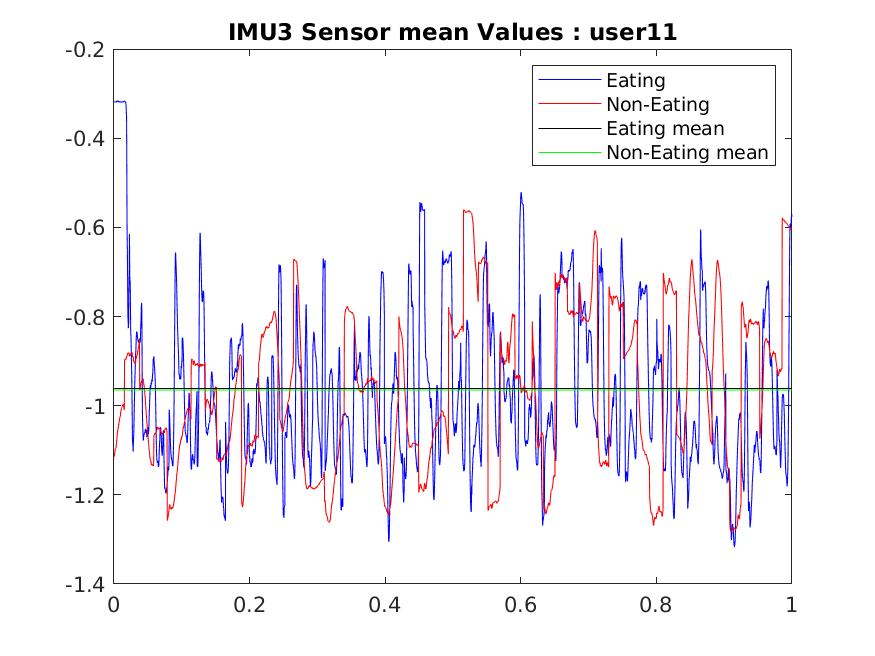 IMU3 Sensor mean Values : user11
-0.2
-0.4
-0.6
-0.8
-1
-1.2
-1.4
0
0.2
0.4
0.6
0.8
1
Eating
Non-Eating
Eating mean
Non-Eating mean